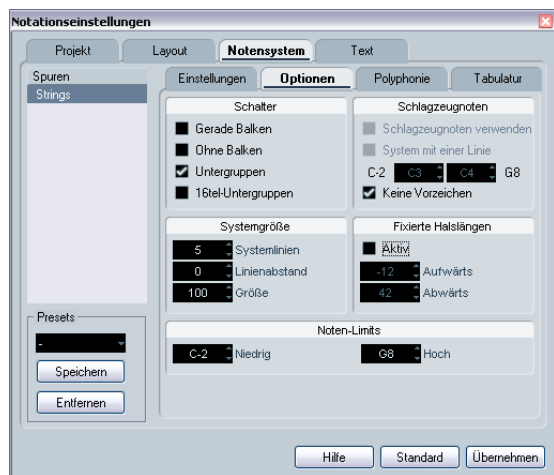 Notationseinstellungen
Projekt Layout Notensystem Text
Spuren
Strings
Einstellungen Optionen Polyphonie Tabulatur
Schalter
Gerade Balken
Ohne Balken
Untergruppen
16tel-Untergruppen
Schlagzeugnoten
Schlagzeugnoten verwenden
System mit einer Linie
C-2 C3 C4 G8
Keine Vorzeichen
Systemgröße
5 Systemlinien
0 Linienabstand
100 Größe
Fixierte Halslängen
Aktiv
-12 Aufwärts
42 Abwärts
Noten-Limits
C-2 Niedrig G8 Hoch
Presets
-
Speichern
Entfernen
Hilfe Standard Übernehmen